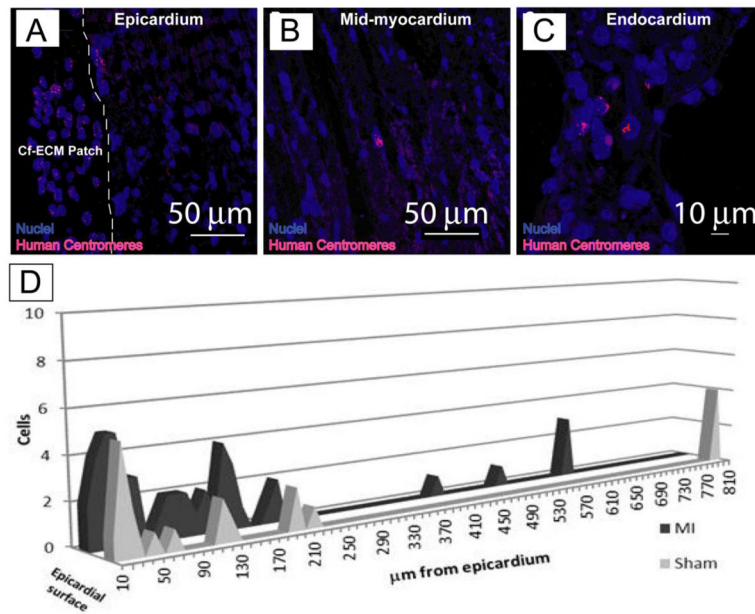 A
Epicardium
Cf-ECM Patch
50 μm
Nuclei
Human Centromeres
B
Mid-myocardium
50 μm
Nuclei
Human Centromeres
C
Endocardium
10 μm
Nuclei
Human Centromeres
D
10
8
6
4
2
0
Cells
Epicardial surface
10
50
90
130
170
210
250
290
330
370
410
450
490
530
570
610
650
690
730
770
810
μm from epicardium
MI
Sham